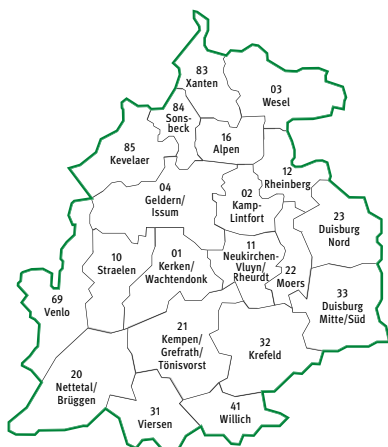 83
Xanten
03
Wesel
84
Sons-
beck
16
Alpen
85
Kevelaer
12
Rheinberg
04
Geldern/
Issum
02
Kamp-
Lintfort
23
Duisburg
Nord
10
Straelen
01
Kerken/
Wachtendonk
11
Neukirchen-
Vluyn/
Rheurdt
22
Moers
69
Venlo
33
Duisburg
Mitte/Süd
21
Kempen/
Grefrath/
Tönisvorst
32
Krefeld
20
Nettetal/
Brüggen
31
Viersen
41
Willich